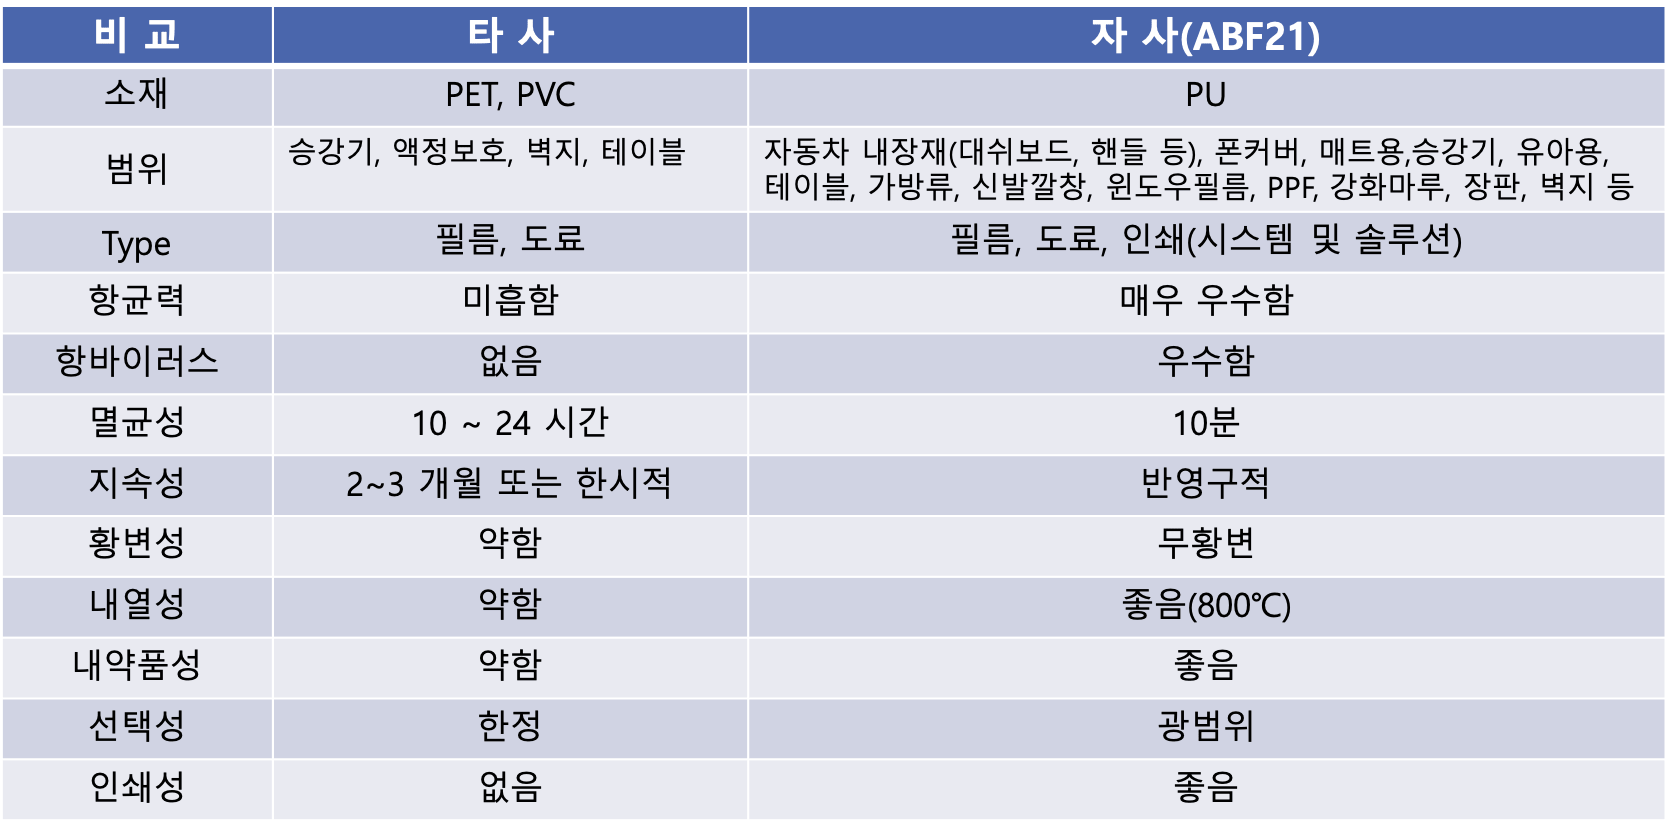 비 교 타 사 자 사(ABF21)
소재 PET, PVC PU
범위 승강기, 액정보호, 벽지, 테이블 자동차 내장재(대쉬보드, 핸들 등), 폰커버, 매트용,승강기, 유아용,
테이블, 가방류, 신발깔창, 윈도우필름, PPF, 강화마루, 장판, 벽지 등
Type 필름, 도료 필름, 도료, 인쇄(시스템 및 솔루션)
항균력 미흡함 매우 우수함
항바이러스 없음 우수함
멸균성 10 ~ 24 시간 10분
지속성 2~3 개월 또는 한시적 반영구적
황변성 약함 무황변
내열성 약함 좋음(800℃)
내약품성 약함 좋음
선택성 한정 광범위
인쇄성 없음 좋음